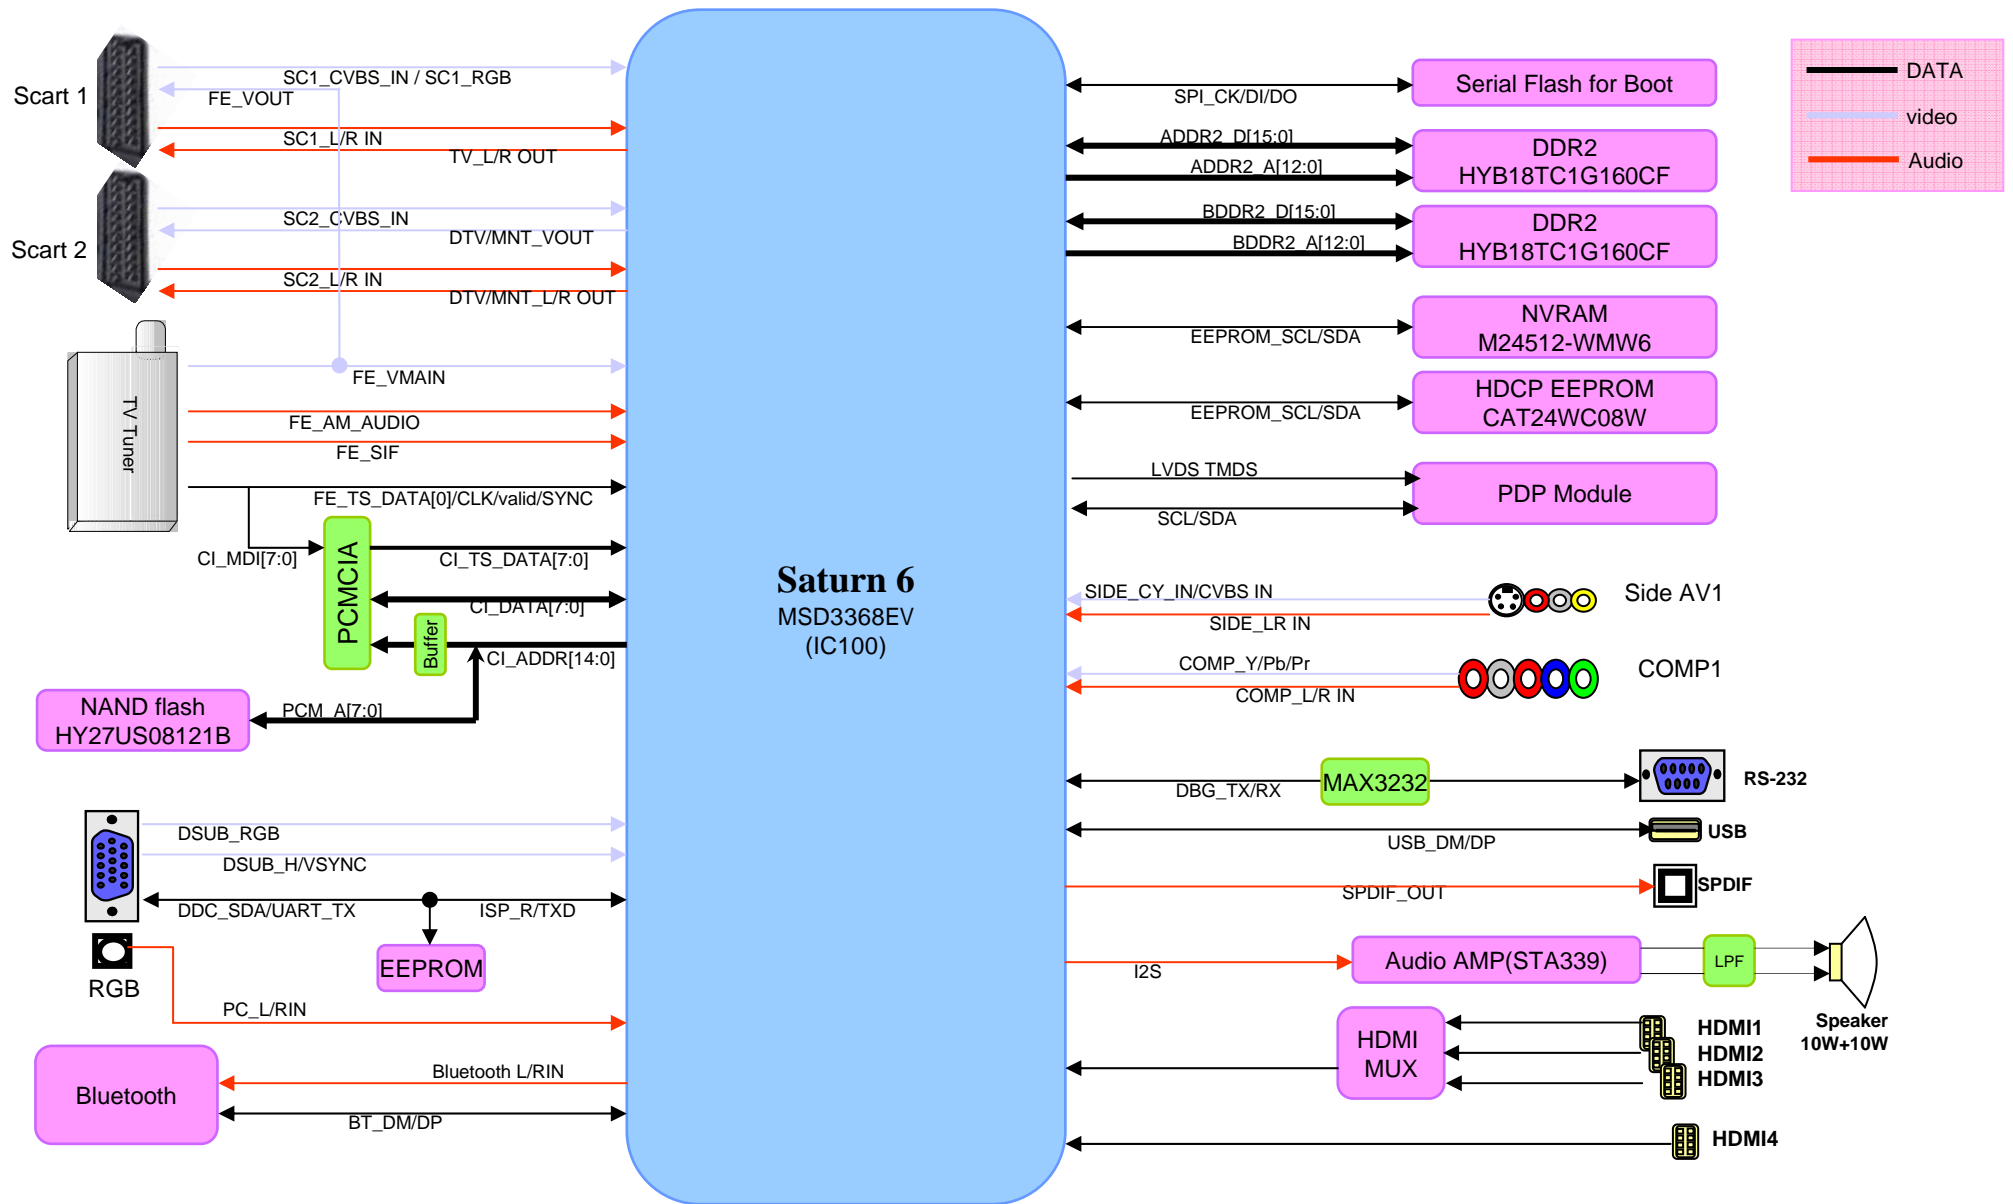 Scart 1
SC1_CVBS_IN / SC1_RGB
FE_VOUT
SC1_L/R IN
TV_L/R OUT
Scart 2
SC2_CVBS_IN
DTV/MNT_VOUT
SC2_L/R IN
DTV/MNT_L/R OUT
TV Tuner
FE_VMAIN
FE_AM_AUDIO
FE_SIF
FE_TS_DATA[0]/CLK/valid/SYNC
CI_MDI[7:0]
PCMCIA
CI_TS_DATA[7:0]
CI_DATA[7:0]
Buffer
CI_ADDR[14:0]
NAND flash
HY27US08121B
PCM_A[7:0]
DSUB_RGB
DSUB_H/VSYNC
DDC_SDA/UART_TX
ISP_R/TXD
EEPROM
RGB
PC_L/RIN
Bluetooth
Bluetooth L/RIN
BT_DM/DP
Saturn 6
MSD3368EV
(IC100)
SPI_CK/DI/DO
Serial Flash for Boot
ADDR2_D[15:0]
ADDR2_A[12:0]
DDR2
HYB18TC1G160CF
BDDR2_D[15:0]
BDDR2_A[12:0]
DDR2
HYB18TC1G160CF
EEPROM_SCL/SDA
NVRAM
M24512-WMW6
EEPROM_SCL/SDA
HDCP EEPROM
CAT24WC08W
LVDS TMDS
SCL/SDA
PDP Module
SIDE_CY_IN/CVBS IN
SIDE_LR IN
Side AV1
COMP_Y/Pb/Pr
COMP_L/R IN
COMP1
DBG_TX/RX
MAX3232
RS-232
USB_DM/DP
USB
SPDIF_OUT
SPDIF
I2S
Audio AMP(STA339)
LPF
Speaker
10W+10W
HDMI
MUX
HDMI1
HDMI2
HDMI3
HDMI4
DATA
video
Audio